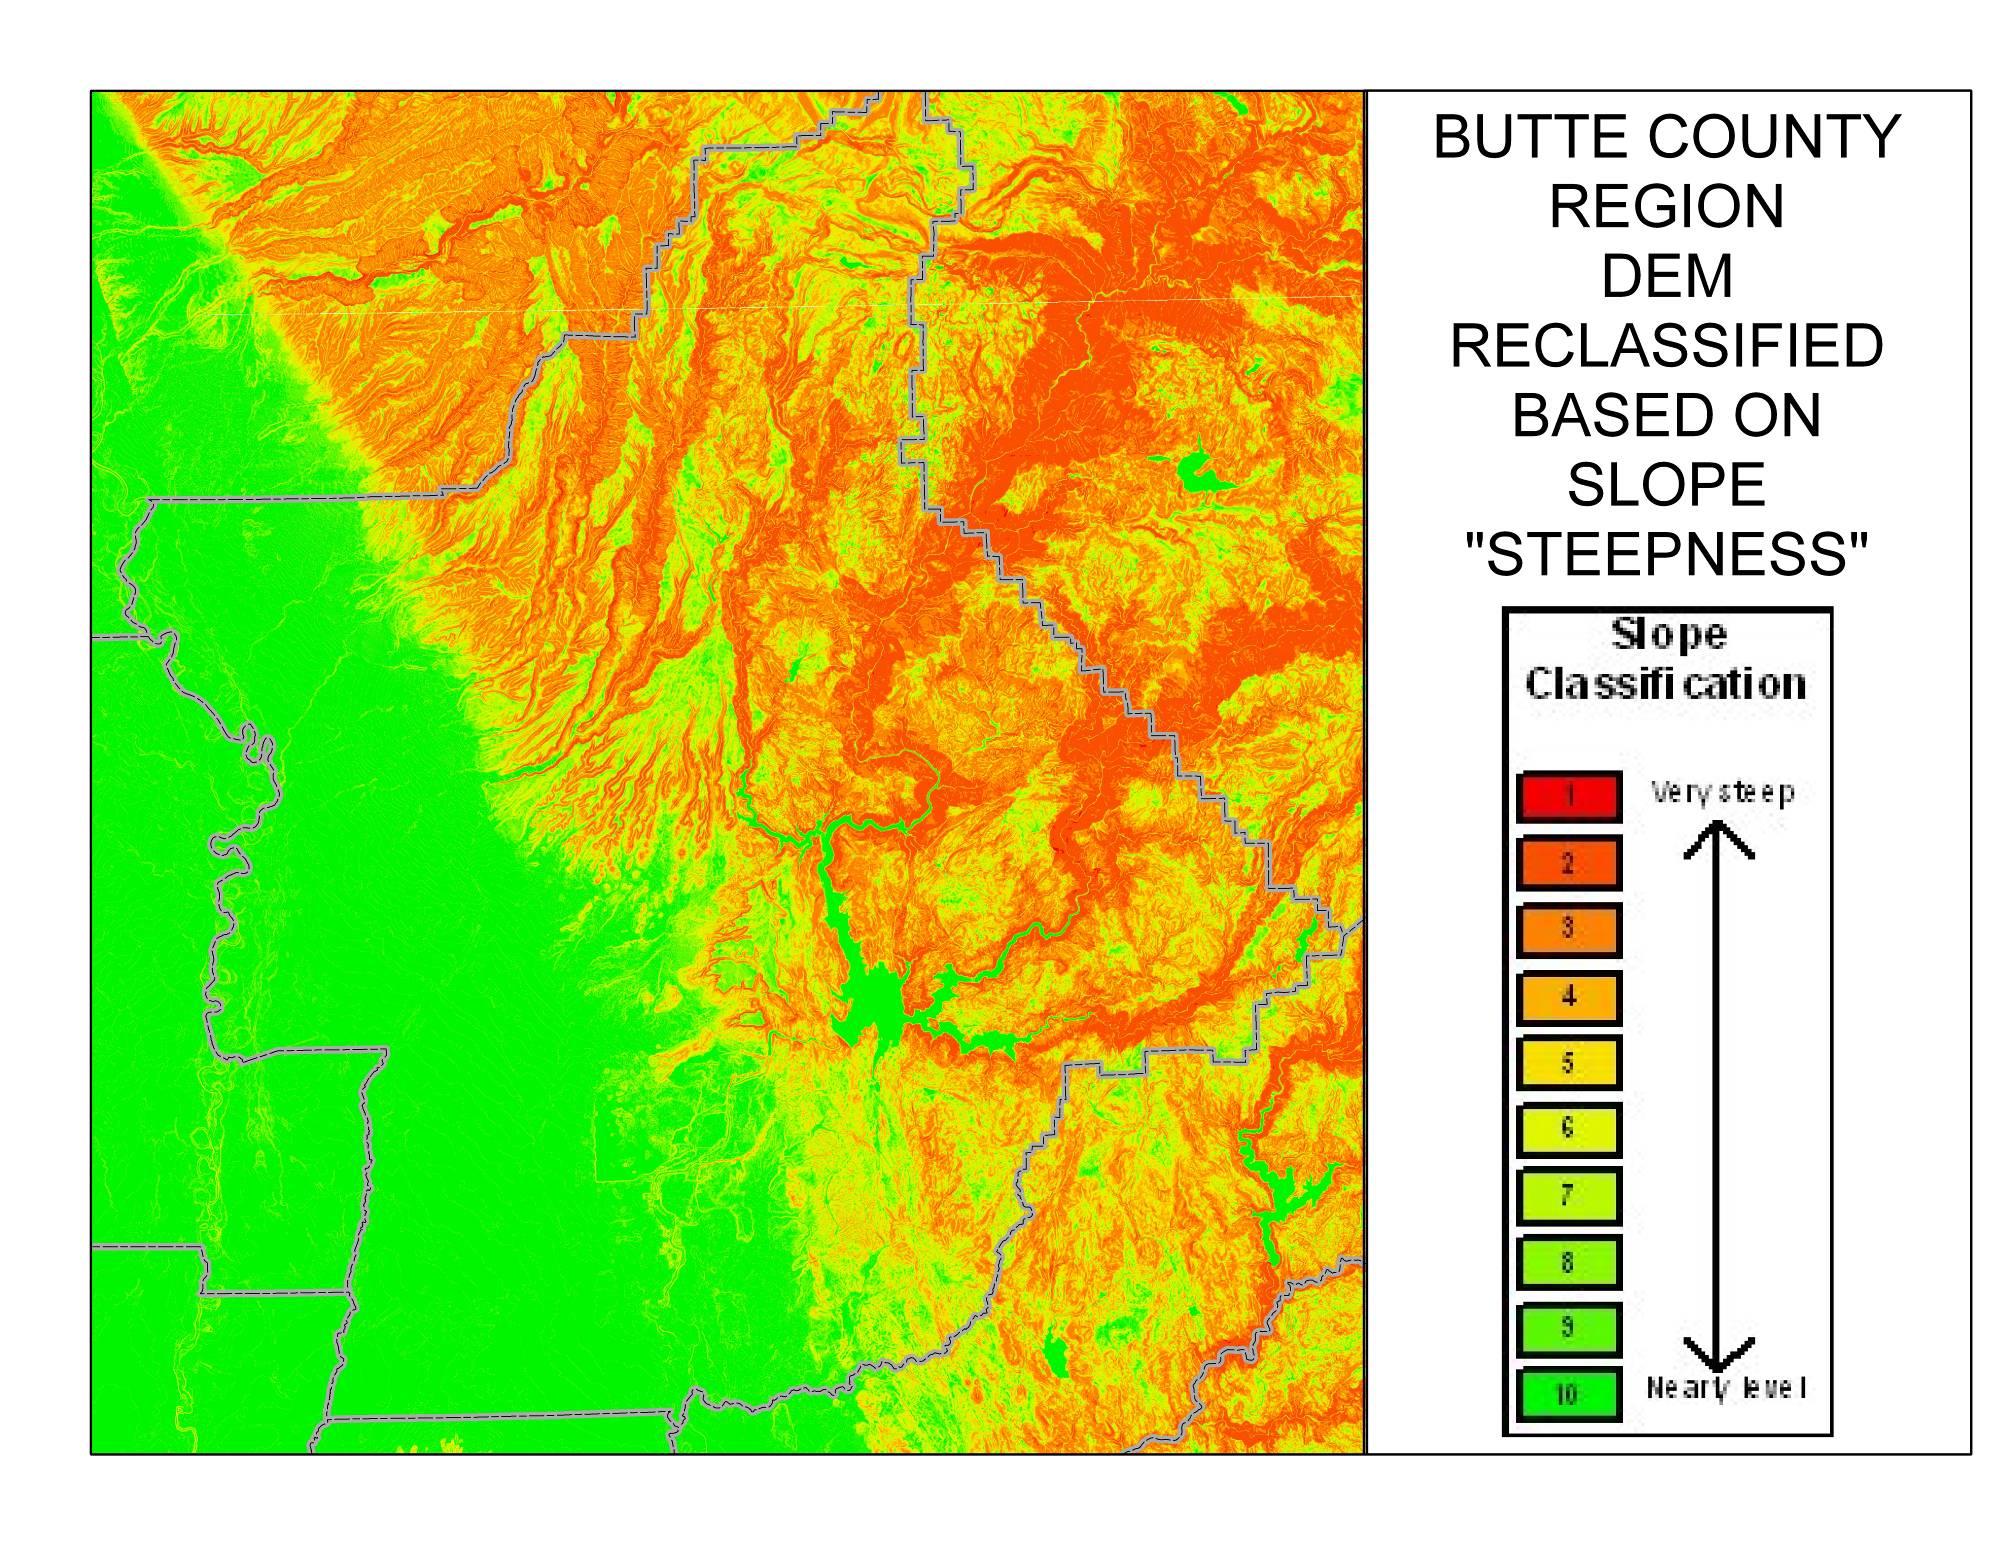 BUTTE COUNTY
REGION
DEM
RECLASSIFIED
BASED ON
SLOPE
"STEEPNESS"
Slope
Classification
1 Very steep
2
3
4
5
6
7
8
9
10 Nearly level